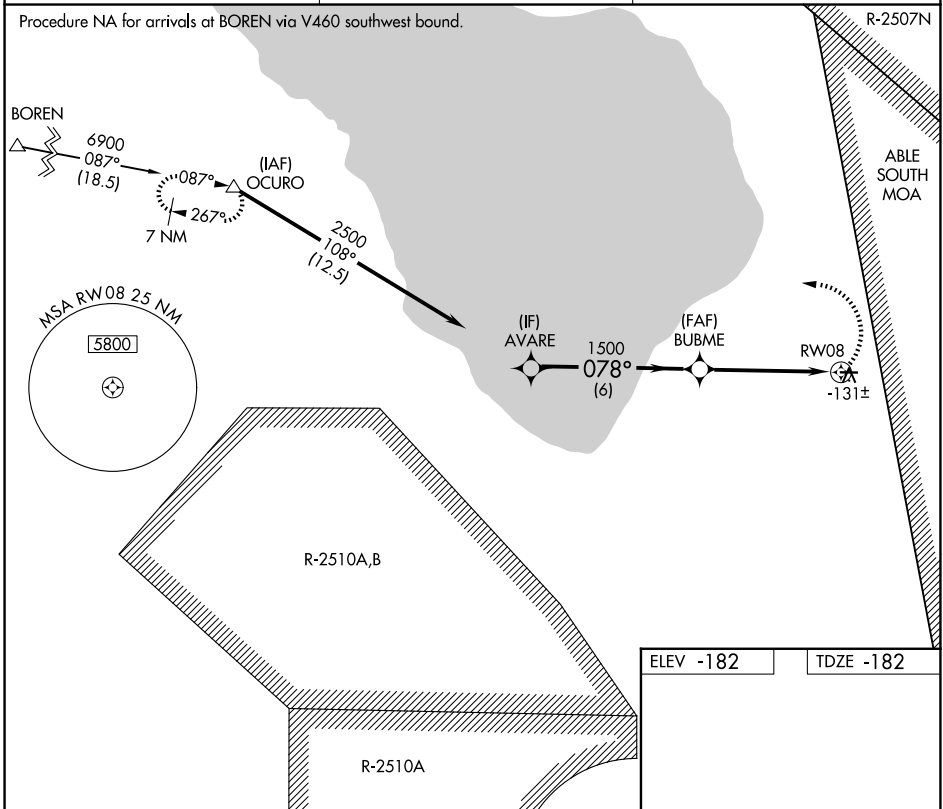 Procedure NA for arrivals at BOREN via V460 southwest bound.
R-2507N
BOREN
6900
087°
(18.5)
087°
(IAF)
OCURO
267°
7 NM
2500
108°
(12.5)
ABLE
SOUTH
MOA
MSA RW08 25 NM
5800
(IF)
AVARE
1500
078°
(6)
(FAF)
BUBME
RW08
-131±
R-2510A,B
R-2510A
ELEV -182
TDZE -182